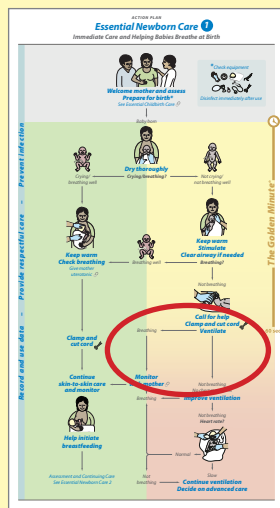 ACTION PLAN
Essential Newborn Care 1
Immediate Care and Helping Babies Breathe at Birth
*Check equipment
Disinfect immediately after use
Welcome mother and assess
Prepare for birth*
See Essential Childbirth Care
Baby born
Dry thoroughly
Crying/breathing?
Crying/
breathing well
Not crying/
not breathing well
Keep warm
Check breathing
Give mother
uterotonic
Breathing well
Keep warm
Stimulate
Clear airway if needed
Breathing?
Not breathing
Call for help
Clamp and cut cord
Ventilate
Breathing
Clamp and
cut cord
60 sec
Continue
skin-to-skin care
and monitor
Monitor
with mother
Not breathing
Breathing
Improve ventilation
Not breathing
Heart rate?
Help initiate
breastfeeding
Normal
Slow
Assessment and Continuing Care
See Essential Newborn Care 2
Not
breathing
Continue ventilation
Decide on advanced care
Prevent infection
Provide respectful care
Record and use data
The Golden Minute